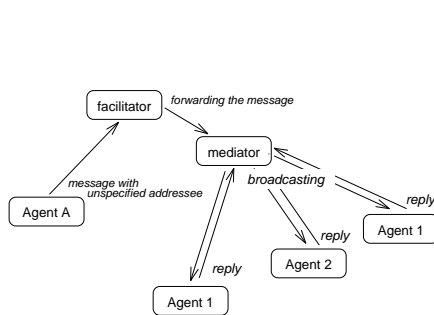 facilitator
forwarding the message
mediator
message with
unspecified addressee
broadcasting
Agent A
reply
Agent 1
reply
Agent 2
reply
Agent 1